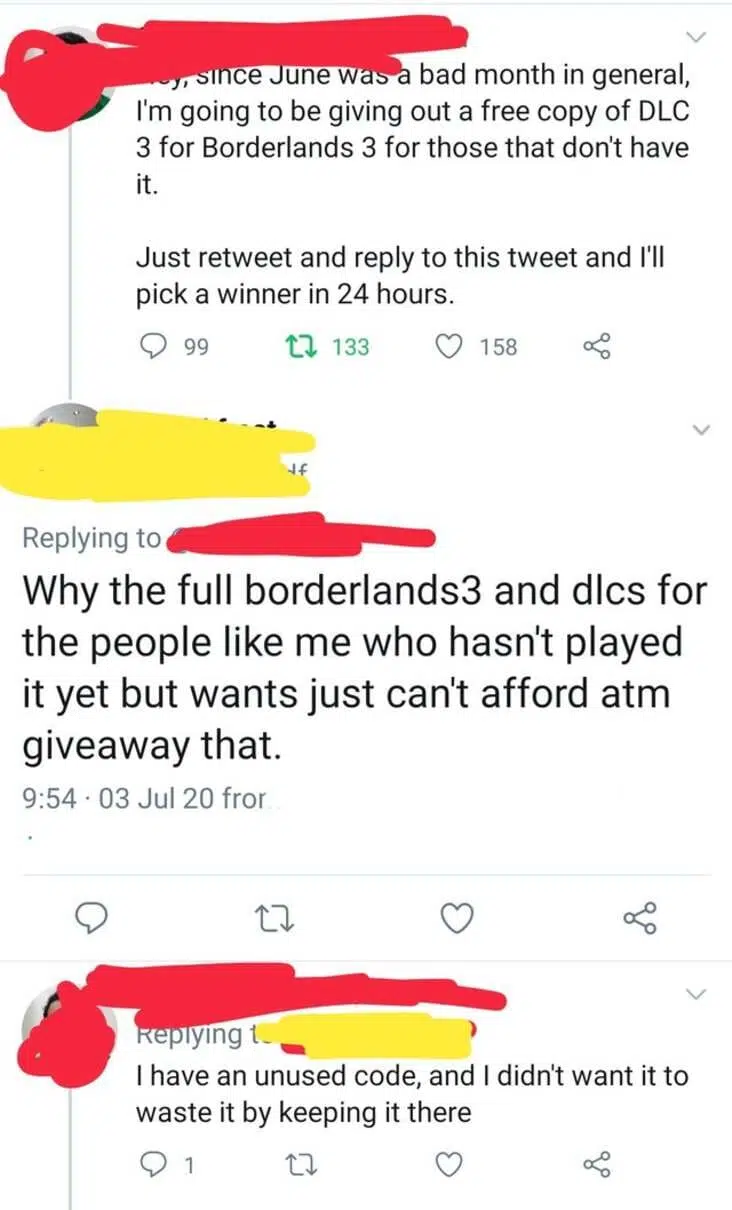 since June was a bad month in general,
I'm going to be giving out a free copy of DLC
3 for Borderlands 3 for those that don't have
it.
Just retweet and reply to this tweet and I'll
pick a winner in 24 hours.
99 133 158
Replying to
Why the full borderlands3 and dlcs for
the people like me who hasn't played
it yet but wants just can't afford atm
giveaway that.
9:54 · 03 Jul 20 fror
Replying
I have an unused code, and I didn't want it to
waste it by keeping it there
1